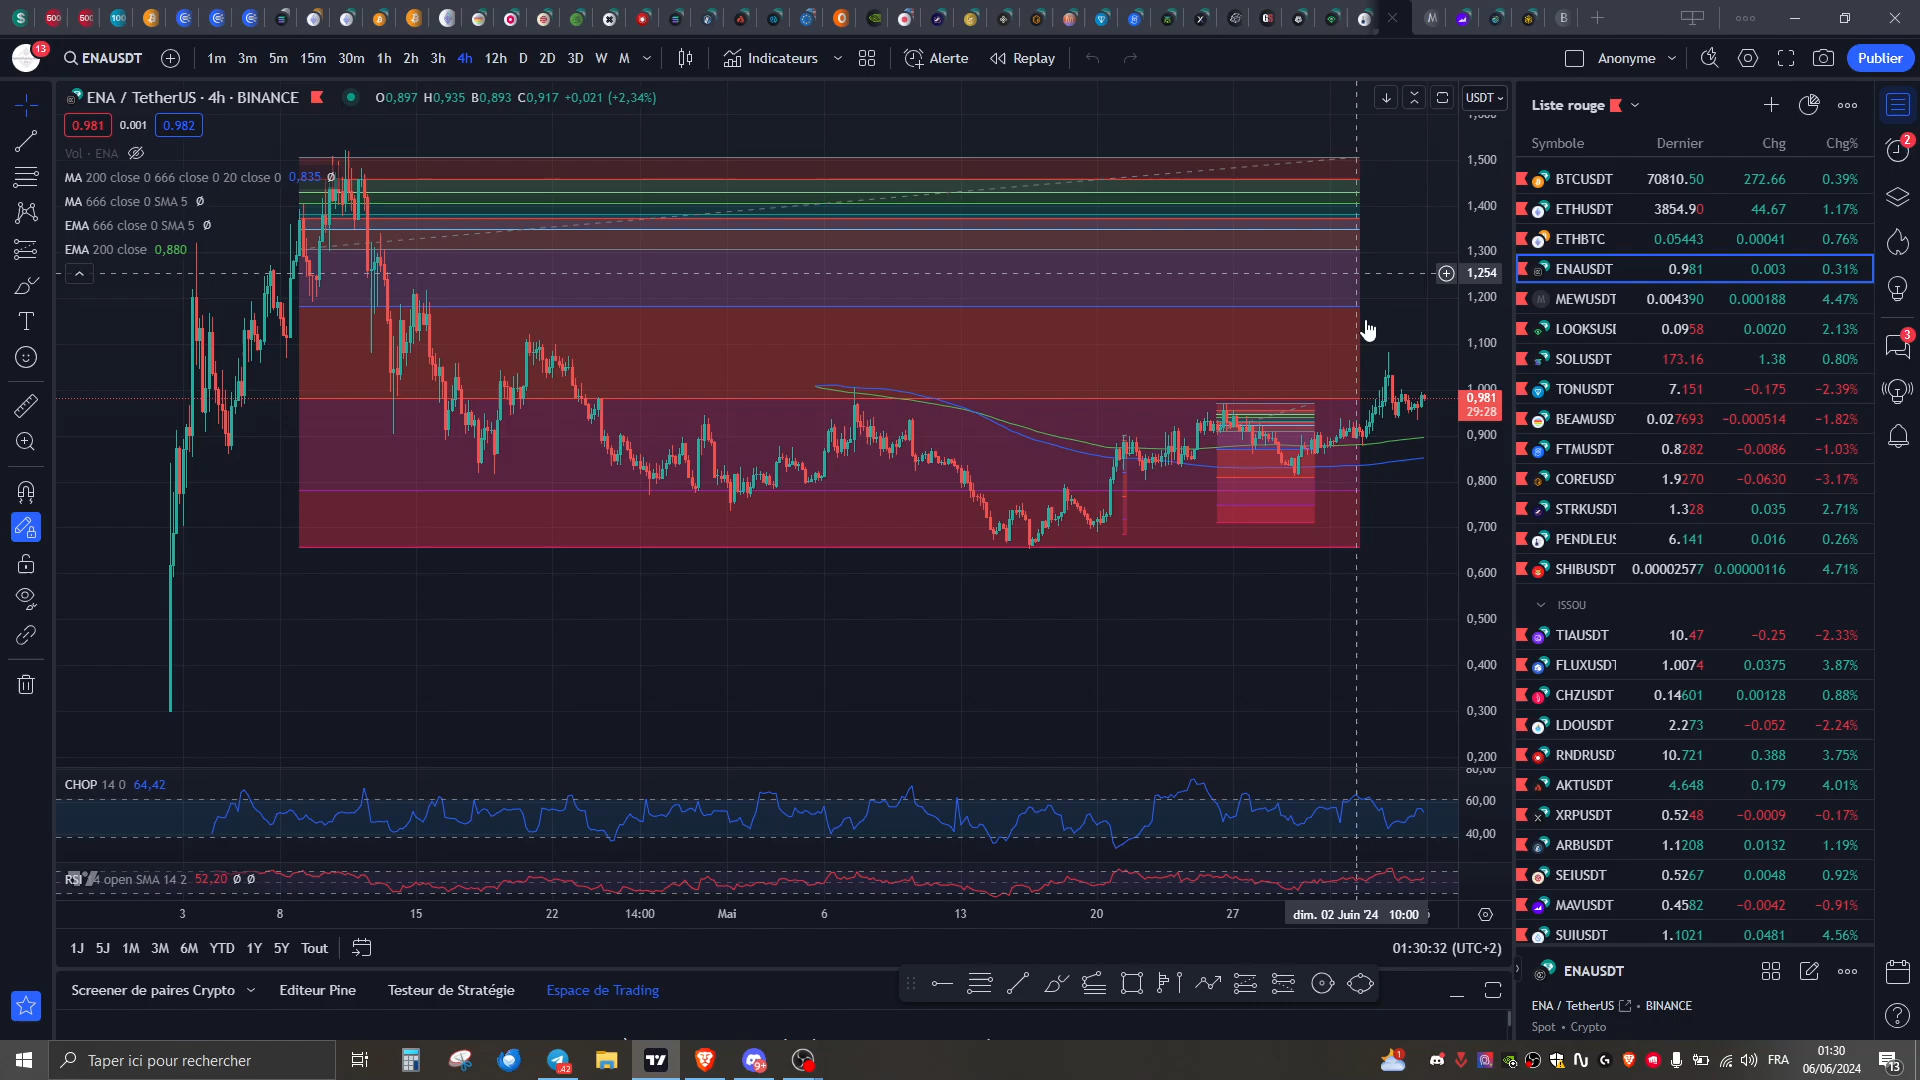 500
100
13
ENAUSDT
1m 3m 5m 15m 30m 1h 2h 3h 4h 12h D 2D 3D W M
Indicateurs
Alerte
Replay
Anonyme
Publier
ENA / TetherUS · 4h · BINANCE
O0,897 H0,935 B0,893 C0,917 +0,021 (+2,34%)
USDT
0.981 0.001 0.982
Vol · ENA
MA 200 close 0 666 close 0 20 close 0 0,835 Ø
MA 666 close 0 SMA 5 Ø
EMA 666 close 0 SMA 5 Ø
EMA 200 close 0,880
1,500
1,400
1,300
1,254
1,200
1,100
1,000
0,981
29:28
0,900
0,800
0,700
0,600
0,500
0,400
0,300
0,200
CHOP 14 0 64,42
80,00
60,00
40,00
RSI 14 open SMA 14 2 52,20 Ø Ø
3 8 15 22 14:00 Mai 6 13 20 27 dim. 02 Juin '24 10:00
1J 5J 1M 3M 6M YTD 1Y 5Y Tout
01:30:32 (UTC+2)
Screener de paires Crypto
Editeur Pine
Testeur de Stratégie
Espace de Trading
Liste rouge
Symbole Dernier Chg Chg%
BTCUSDT 70810.50 272.66 0.39%
ETHUSDT 3854.90 44.67 1.17%
ETHBTC 0.05443 0.00041 0.76%
ENAUSDT 0.981 0.003 0.31%
MEWUSDT 0.004390 0.000188 4.47%
LOOKSUSI 0.0958 0.0020 2.13%
SOLUSDT 173.16 1.38 0.80%
TONUSDT 7.151 −0.175 −2.39%
BEAMUSD 0.027693 −0.000514 −1.82%
FTMUSDT 0.8282 −0.0086 −1.03%
COREUSD 1.9270 −0.0630 −3.17%
STRKUSDT 1.328 0.035 2.71%
PENDLEUS 6.141 0.016 0.26%
SHIBUSDT 0.00002577 0.00000116 4.71%
ISSOU
TIAUSDT 10.47 −0.25 −2.33%
FLUXUSDT 1.0074 0.0375 3.87%
CHZUSDT 0.14601 0.00128 0.88%
LDOUSDT 2.273 −0.052 −2.24%
RNDRUSD 10.721 0.388 3.75%
AKTUSDT 4.648 0.179 4.01%
XRPUSDT 0.5248 −0.0009 −0.17%
ARBUSDT 1.1208 0.0132 1.19%
SEIUSDT 0.5267 0.0048 0.92%
MAVUSDT 0.4582 −0.0042 −0.91%
SUIUSDT 1.1021 0.0481 4.56%
ENAUSDT
ENA / TetherUS • BINANCE
Spot • Crypto
2
3
Taper ici pour rechercher
42
9+
1
FRA
01:30
06/06/2024
13